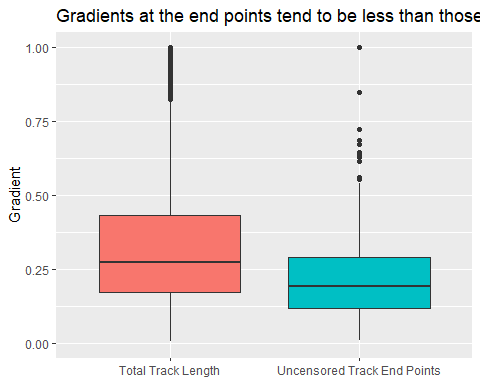 Gradients at the end points tend to be less than those
1.00
0.75
0.50
0.25
0.00
Gradient
Total Track Length
Uncensored Track End Points